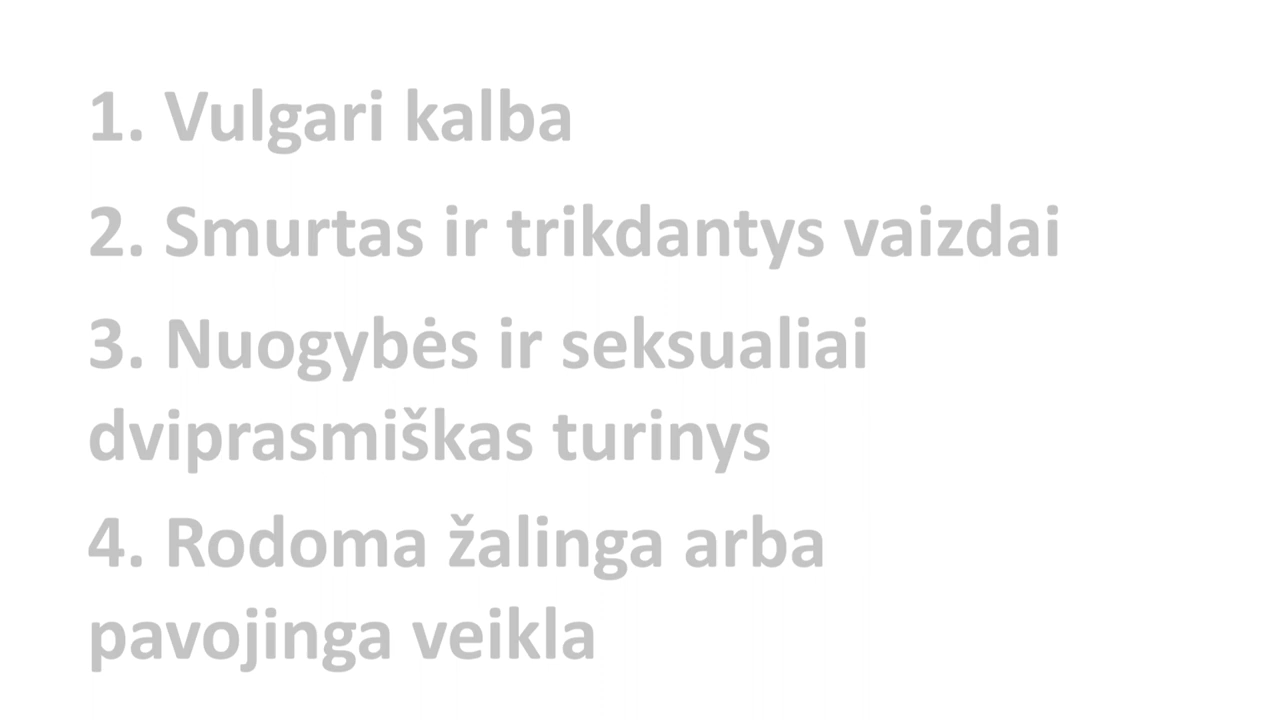 1. Vulgari kalba
2. Smurtas ir trikdantys vaizdai
3. Nuogybės ir seksualiai
dviprasmiškas turinys
4. Rodoma žalinga arba
pavojinga veikla